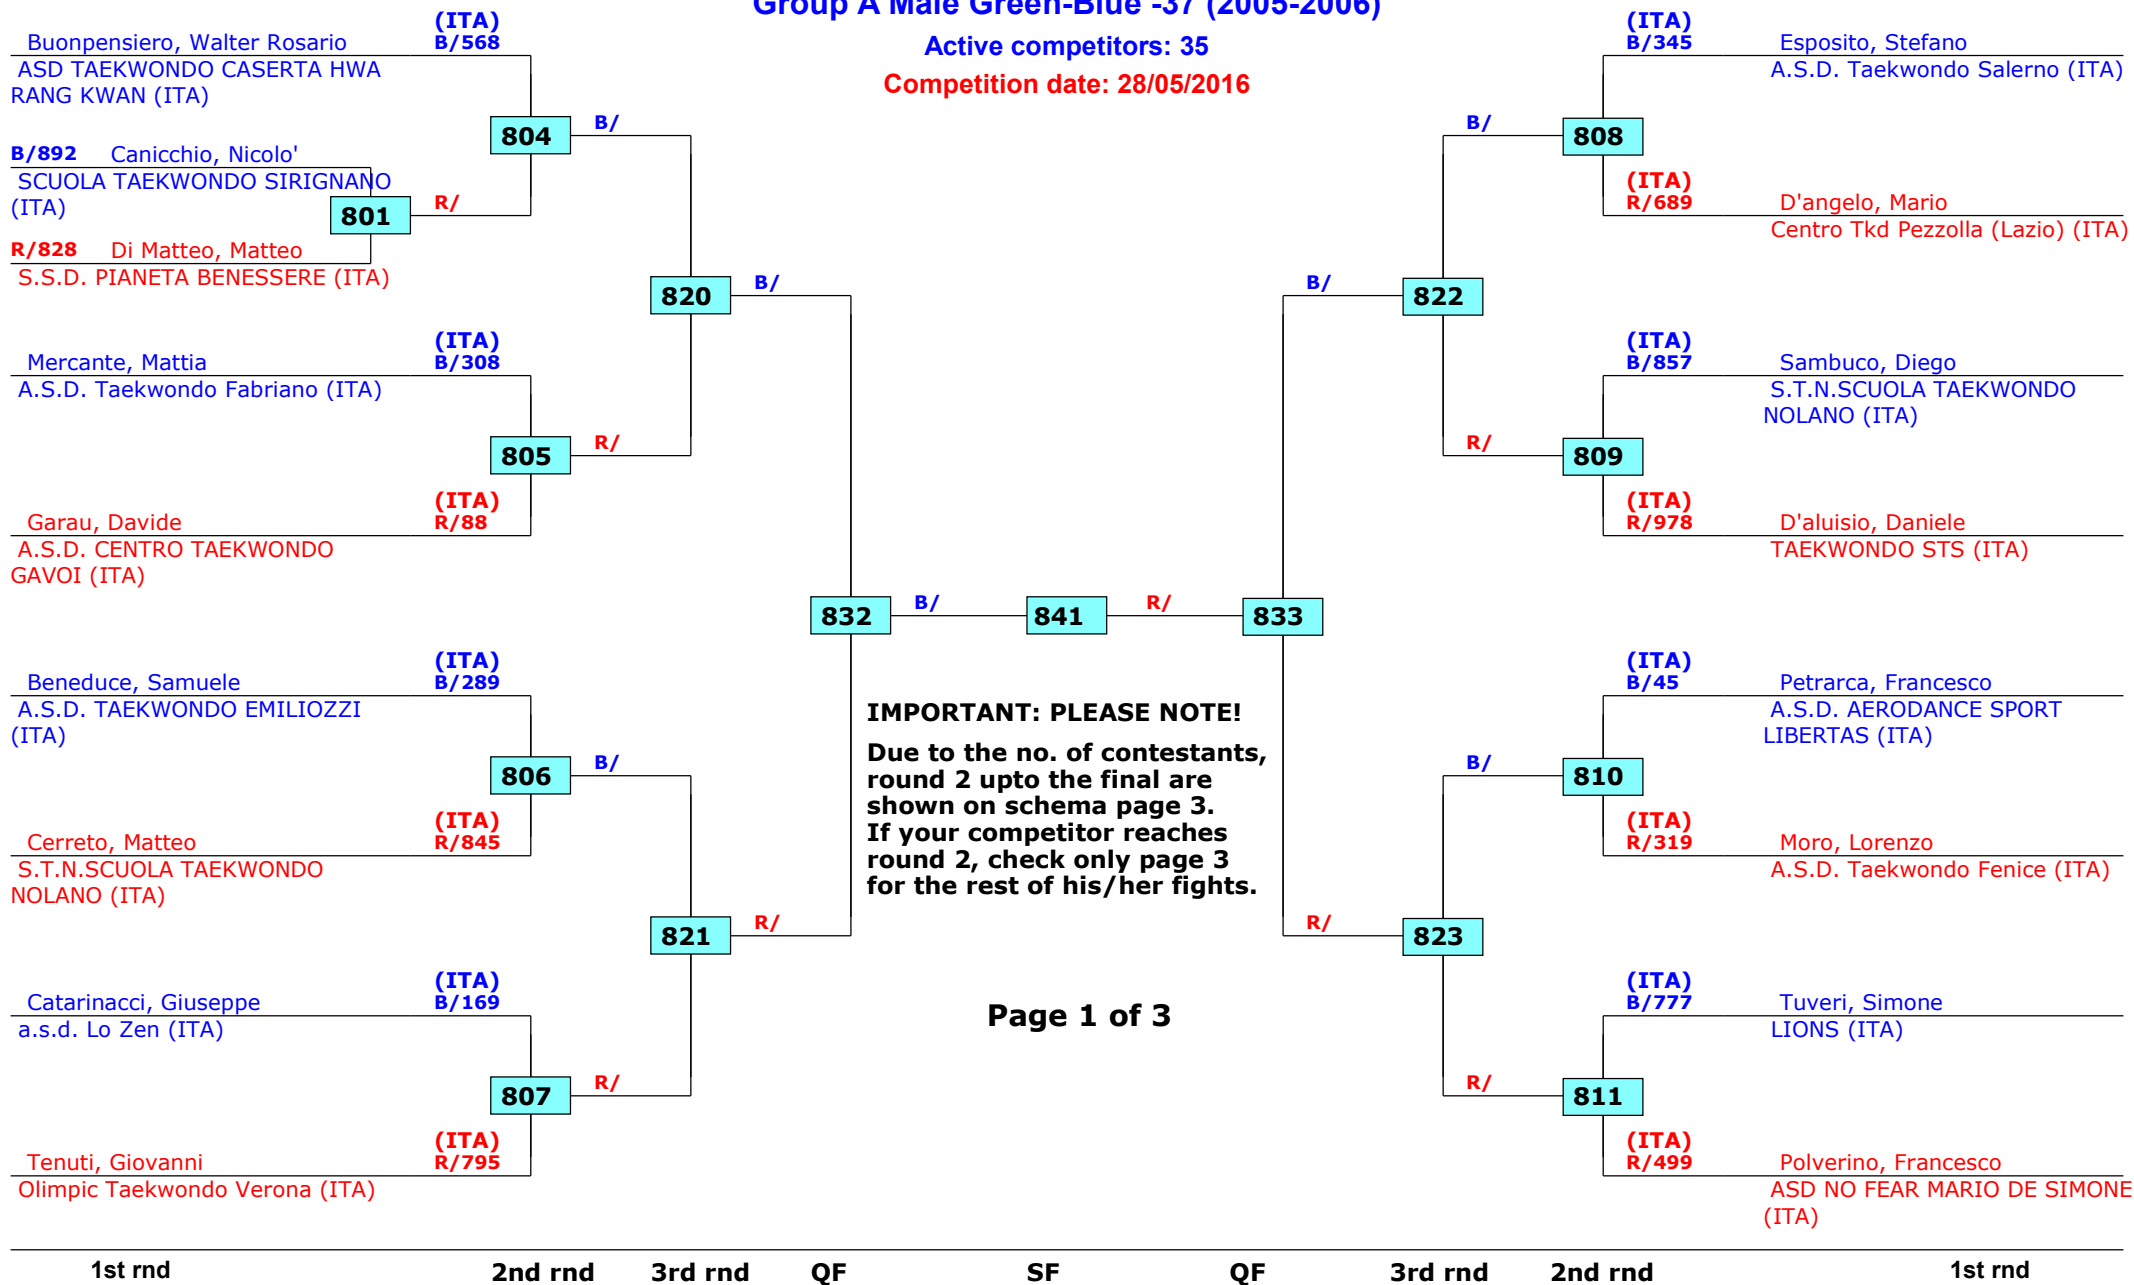 Group A Male Green-Blue -37 (2005-2006)
Active competitors: 35
Competition date: 28/05/2016
(ITA)
Buonpensiero, Walter Rosario B/568
ASD TAEKWONDO CASERTA HWA
RANG KWAN (ITA)
804 B/
B/892 Canicchio, Nicolo'
SCUOLA TAEKWONDO SIRIGNANO
(ITA)
801 R/
R/828 Di Matteo, Matteo
S.S.D. PIANETA BENESSERE (ITA)
820 B/
(ITA)
Mercante, Mattia B/308
A.S.D. Taekwondo Fabriano (ITA)
805 R/
(ITA)
Garau, Davide R/88
A.S.D. CENTRO TAEKWONDO
GAVOI (ITA)
832 B/ 841 R/ 833
(ITA)
Beneduce, Samuele B/289
A.S.D. TAEKWONDO EMILIOZZI
(ITA)
806 B/
(ITA)
Cerreto, Matteo R/845
S.T.N.SCUOLA TAEKWONDO
NOLANO (ITA)
821 R/
(ITA)
Catarinacci, Giuseppe B/169
a.s.d. Lo Zen (ITA)
807 R/
(ITA)
Tenuti, Giovanni R/795
Olimpic Taekwondo Verona (ITA)
IMPORTANT: PLEASE NOTE!
Due to the no. of contestants,
round 2 upto the final are
shown on schema page 3.
If your competitor reaches
round 2, check only page 3
for the rest of his/her fights.
Page 1 of 3
(ITA)
B/345 Esposito, Stefano
A.S.D. Taekwondo Salerno (ITA)
B/ 808
(ITA)
R/689 D'angelo, Mario
Centro Tkd Pezzolla (Lazio) (ITA)
B/ 822
(ITA)
B/857 Sambuco, Diego
S.T.N.SCUOLA TAEKWONDO
NOLANO (ITA)
R/ 809
(ITA)
R/978 D'aluisio, Daniele
TAEKWONDO STS (ITA)
(ITA)
B/45 Petrarca, Francesco
A.S.D. AERODANCE SPORT
LIBERTAS (ITA)
B/ 810
(ITA)
R/319 Moro, Lorenzo
A.S.D. Taekwondo Fenice (ITA)
R/ 823
(ITA)
B/777 Tuveri, Simone
LIONS (ITA)
R/ 811
(ITA)
R/499 Polverino, Francesco
ASD NO FEAR MARIO DE SIMONE
(ITA)
1st rnd 2nd rnd 3rd rnd QF SF QF 3rd rnd 2nd rnd 1st rnd